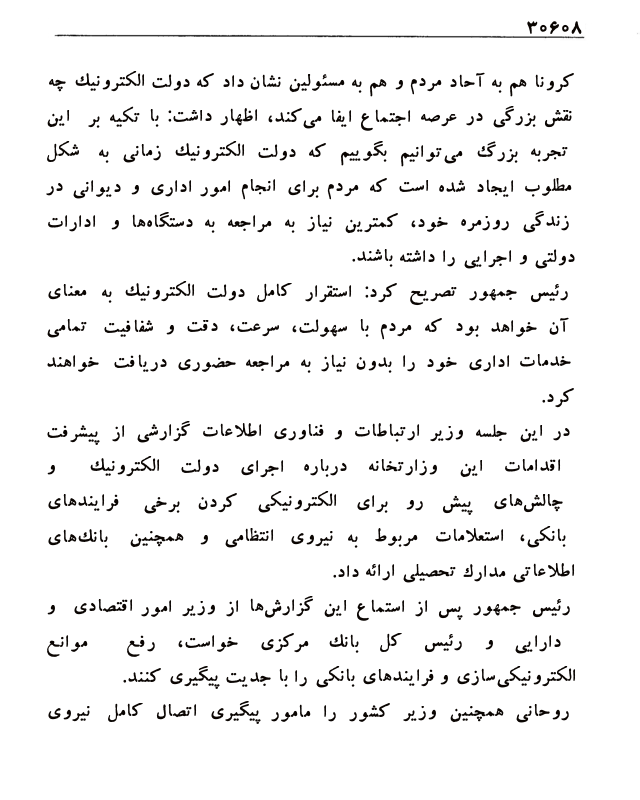 ۳۰۶۰۸
کرونا هم به آحاد مردم و هم به مسئولین نشان داد که دولت الکترونیك چه
نقش بزرگی در عرصه اجتماع ایفا می‌کند، اظهار داشت: با تکیه بر این
تجربه بزرگ می‌توانیم بگوییم که دولت الکترونیك زمانی به شکل
مطلوب ایجاد شده است که مردم برای انجام امور اداری و دیوانی در
زندگی روزمره خود، کمترین نیاز به مراجعه به دستگاه‌ها و ادارات
دولتی و اجرایی را داشته باشند.
رئیس جمهور تصریح کرد: استقرار کامل دولت الکترونیك به معنای
آن خواهد بود که مردم با سهولت، سرعت، دقت و شفافیت تمامی
خدمات اداری خود را بدون نیاز به مراجعه حضوری دریافت خواهند
کرد.
در این جلسه وزیر ارتباطات و فناوری اطلاعات گزارشی از پیشرفت
اقدامات این وزارتخانه درباره اجرای دولت الکترونیك و
چالش‌های پیش رو برای الکترونیکی کردن برخی فرایندهای
بانکی، استعلامات مربوط به نیروی انتظامی و همچنین بانك‌های
اطلاعاتی مدارك تحصیلی ارائه داد.
رئیس جمهور پس از استماع این گزارش‌ها از وزیر امور اقتصادی و
دارایی و رئیس کل بانك مرکزی خواست، رفع موانع
الکترونیکی‌سازی و فرایندهای بانکی را با جدیت پیگیری کنند.
روحانی همچنین وزیر کشور را مامور پیگیری اتصال کامل نیروی